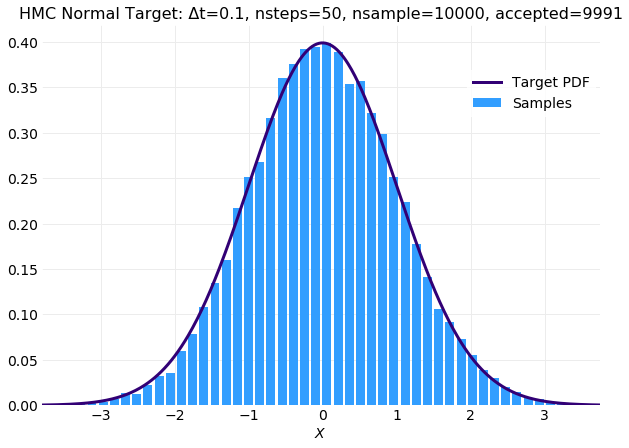 HMC Normal Target: Δt=0.1, nsteps=50, nsample=10000, accepted=9991
0.40
0.35
0.30
0.25
0.20
0.15
0.10
0.05
0.00
Target PDF
Samples
−3 −2 −1 0 1 2 3
X